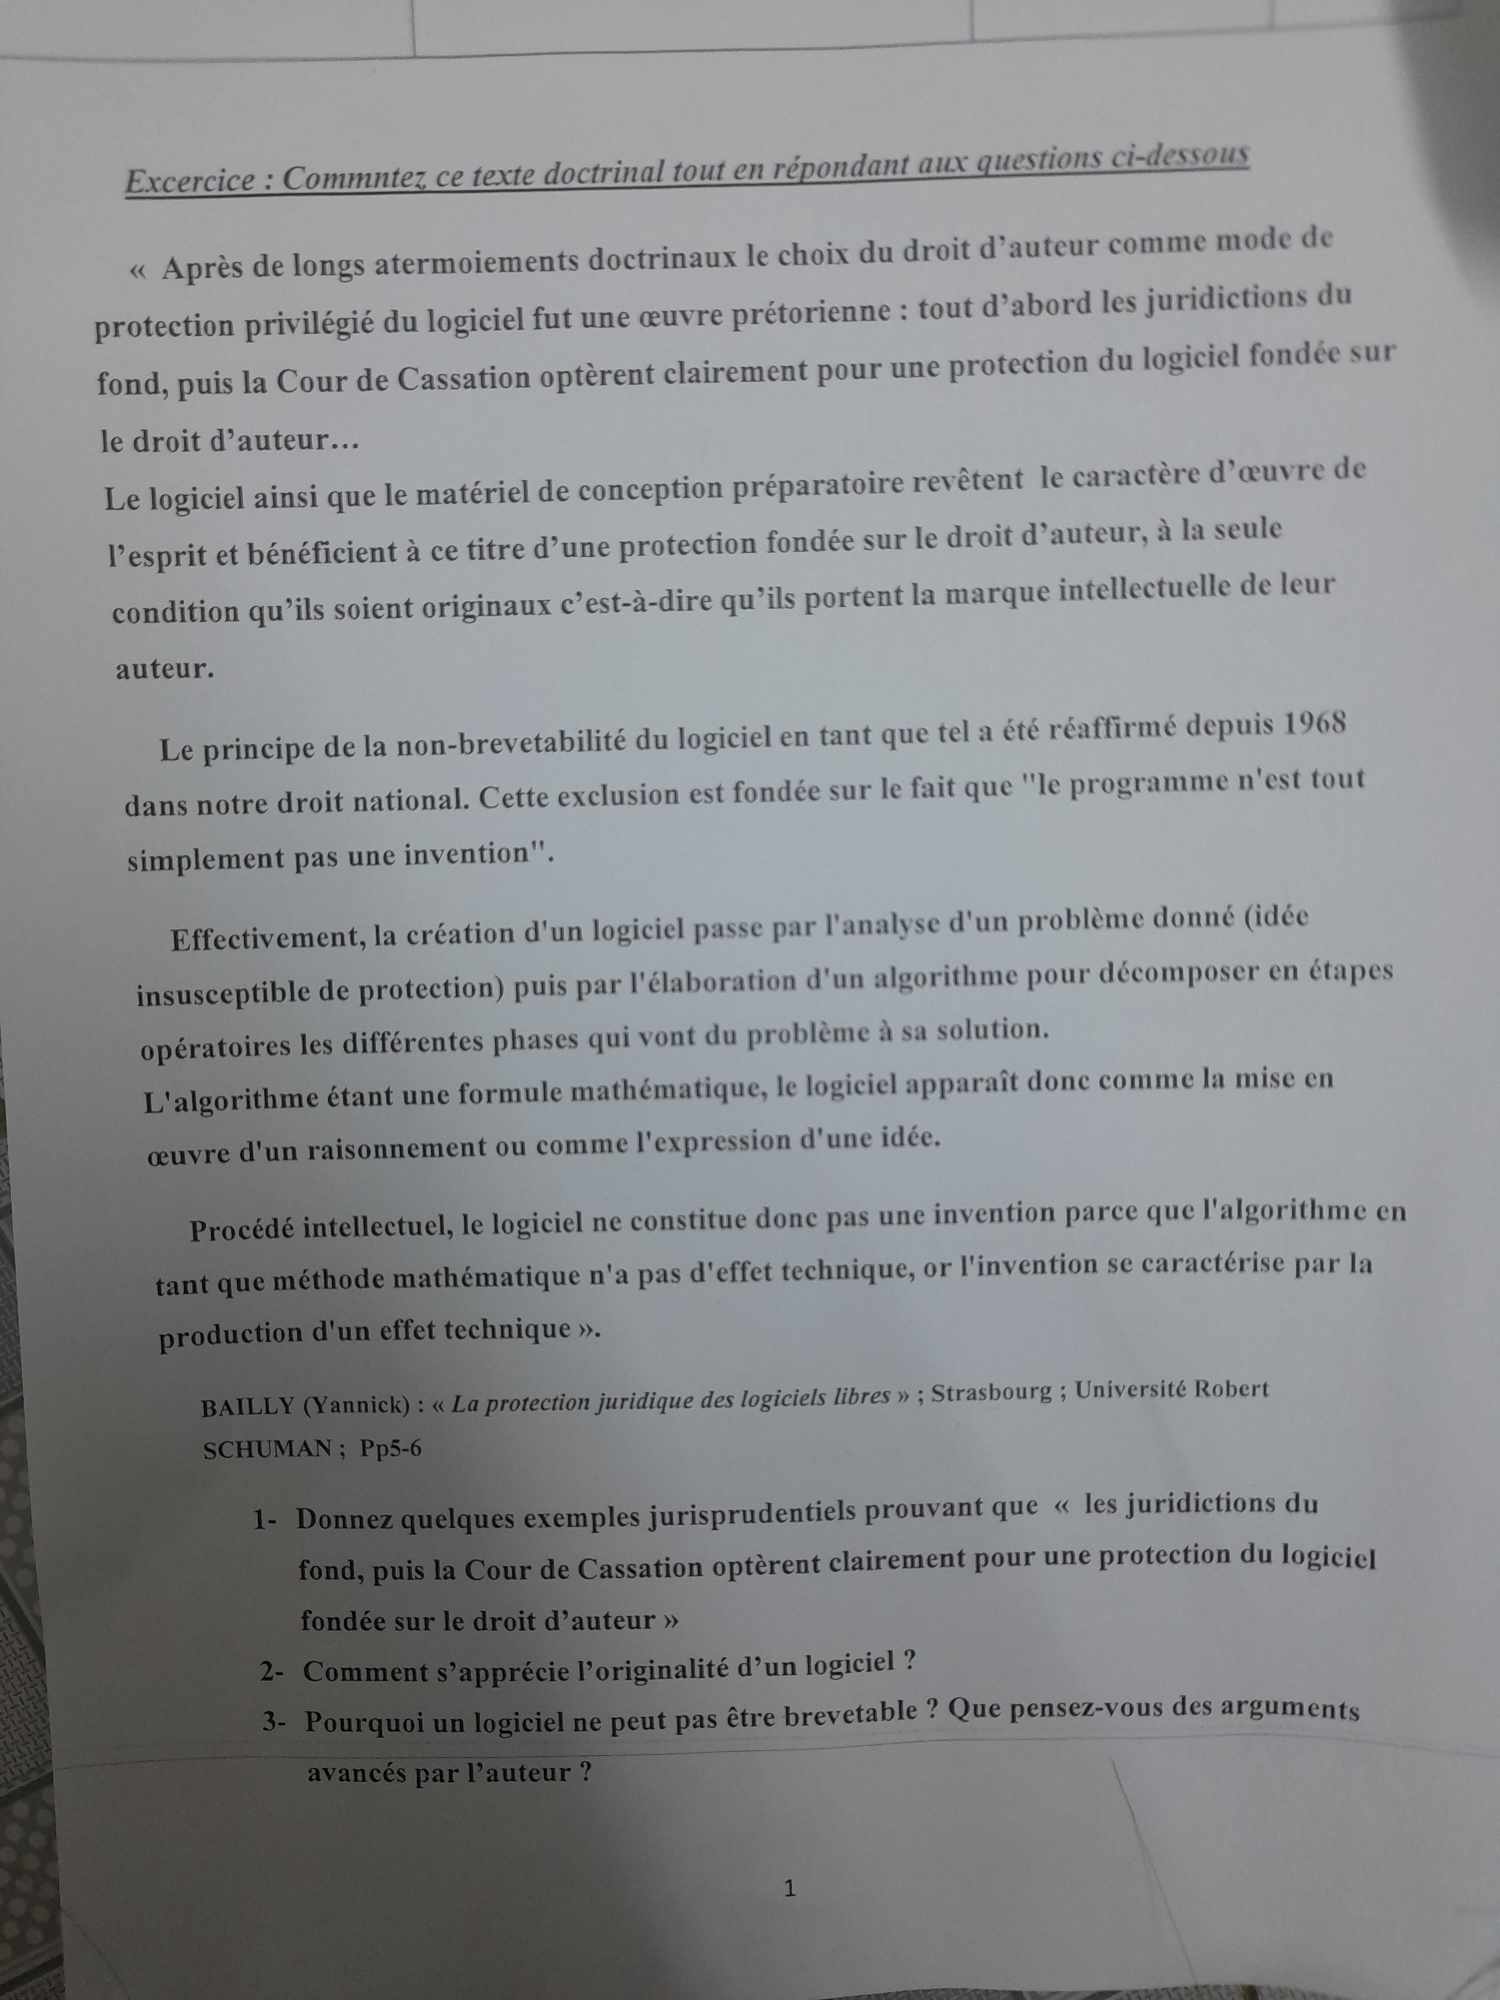 Excercice : Commntez ce texte doctrinal tout en répondant aux questions ci-dessous
« Après de longs atermoiements doctrinaux le choix du droit d’auteur comme mode de
protection privilégié du logiciel fut une œuvre prétorienne : tout d’abord les juridictions du
fond, puis la Cour de Cassation optèrent clairement pour une protection du logiciel fondée sur
le droit d’auteur…
Le logiciel ainsi que le matériel de conception préparatoire revêtent le caractère d’œuvre de
l’esprit et bénéficient à ce titre d’une protection fondée sur le droit d’auteur, à la seule
condition qu’ils soient originaux c’est-à-dire qu’ils portent la marque intellectuelle de leur
auteur.
Le principe de la non-brevetabilité du logiciel en tant que tel a été réaffirmé depuis 1968
dans notre droit national. Cette exclusion est fondée sur le fait que "le programme n'est tout
simplement pas une invention".
Effectivement, la création d'un logiciel passe par l'analyse d'un problème donné (idée
insusceptible de protection) puis par l'élaboration d'un algorithme pour décomposer en étapes
opératoires les différentes phases qui vont du problème à sa solution.
L'algorithme étant une formule mathématique, le logiciel apparaît donc comme la mise en
œuvre d'un raisonnement ou comme l'expression d'une idée.
Procédé intellectuel, le logiciel ne constitue donc pas une invention parce que l'algorithme en
tant que méthode mathématique n'a pas d'effet technique, or l'invention se caractérise par la
production d'un effet technique ».
BAILLY (Yannick) : « La protection juridique des logiciels libres » ; Strasbourg ; Université Robert
SCHUMAN ; Pp5-6
1- Donnez quelques exemples jurisprudentiels prouvant que « les juridictions du
fond, puis la Cour de Cassation optèrent clairement pour une protection du logiciel
fondée sur le droit d’auteur »
2- Comment s’apprécie l’originalité d’un logiciel ?
3- Pourquoi un logiciel ne peut pas être brevetable ? Que pensez-vous des arguments
avancés par l’auteur ?
1